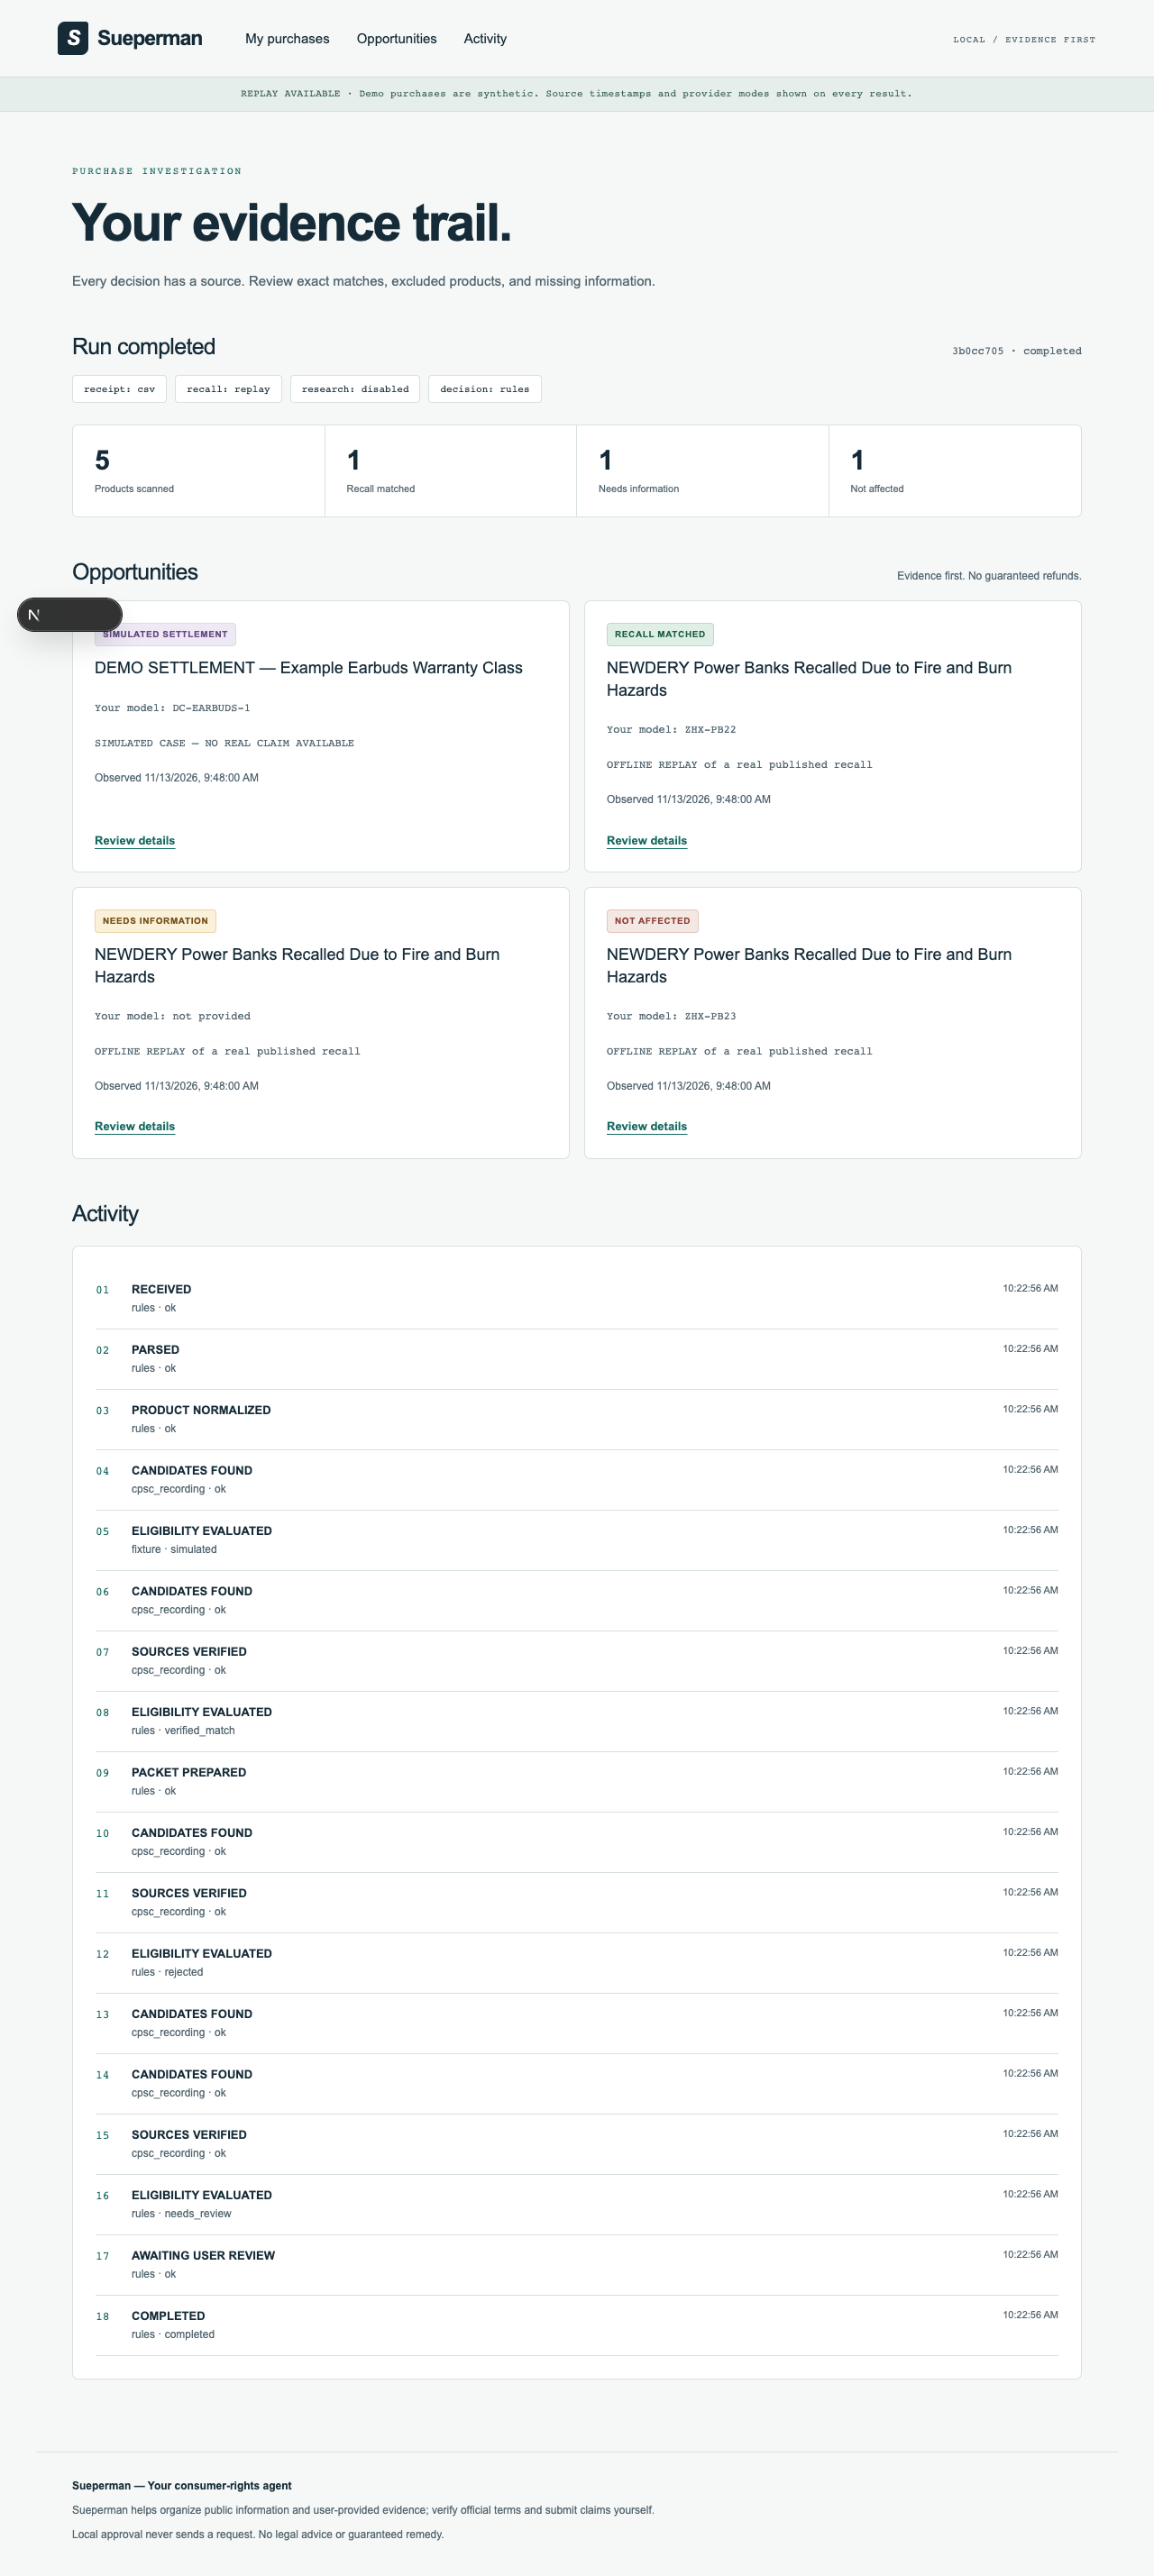 S Sueperman
My purchases
Opportunities
Activity
LOCAL / EVIDENCE FIRST
REPLAY AVAILABLE · Demo purchases are synthetic. Source timestamps and provider modes shown on every result.
PURCHASE INVESTIGATION
Your evidence trail.
Every decision has a source. Review exact matches, excluded products, and missing information.
Run completed
3b0cc705 · completed
receipt: csv
recall: replay
research: disabled
decision: rules
5
Products scanned
1
Recall matched
1
Needs information
1
Not affected
Opportunities
Evidence first. No guaranteed refunds.
N
SIMULATED SETTLEMENT
DEMO SETTLEMENT — Example Earbuds Warranty Class
Your model: DC-EARBUDS-1
SIMULATED CASE — NO REAL CLAIM AVAILABLE
Observed 11/13/2026, 9:48:00 AM
Review details
RECALL MATCHED
NEWDERY Power Banks Recalled Due to Fire and Burn
Hazards
Your model: ZHX-PB22
OFFLINE REPLAY of a real published recall
Observed 11/13/2026, 9:48:00 AM
Review details
NEEDS INFORMATION
NEWDERY Power Banks Recalled Due to Fire and Burn
Hazards
Your model: not provided
OFFLINE REPLAY of a real published recall
Observed 11/13/2026, 9:48:00 AM
Review details
NOT AFFECTED
NEWDERY Power Banks Recalled Due to Fire and Burn
Hazards
Your model: ZHX-PB23
OFFLINE REPLAY of a real published recall
Observed 11/13/2026, 9:48:00 AM
Review details
Activity
01 RECEIVED 10:22:56 AM
rules · ok
02 PARSED 10:22:56 AM
rules · ok
03 PRODUCT NORMALIZED 10:22:56 AM
rules · ok
04 CANDIDATES FOUND 10:22:56 AM
cpsc_recording · ok
05 ELIGIBILITY EVALUATED 10:22:56 AM
fixture · simulated
06 CANDIDATES FOUND 10:22:56 AM
cpsc_recording · ok
07 SOURCES VERIFIED 10:22:56 AM
cpsc_recording · ok
08 ELIGIBILITY EVALUATED 10:22:56 AM
rules · verified_match
09 PACKET PREPARED 10:22:56 AM
rules · ok
10 CANDIDATES FOUND 10:22:56 AM
cpsc_recording · ok
11 SOURCES VERIFIED 10:22:56 AM
cpsc_recording · ok
12 ELIGIBILITY EVALUATED 10:22:56 AM
rules · rejected
13 CANDIDATES FOUND 10:22:56 AM
cpsc_recording · ok
14 CANDIDATES FOUND 10:22:56 AM
cpsc_recording · ok
15 SOURCES VERIFIED 10:22:56 AM
cpsc_recording · ok
16 ELIGIBILITY EVALUATED 10:22:56 AM
rules · needs_review
17 AWAITING USER REVIEW 10:22:56 AM
rules · ok
18 COMPLETED 10:22:56 AM
rules · completed
Sueperman — Your consumer-rights agent
Sueperman helps organize public information and user-provided evidence; verify official terms and submit claims yourself.
Local approval never sends a request. No legal advice or guaranteed remedy.